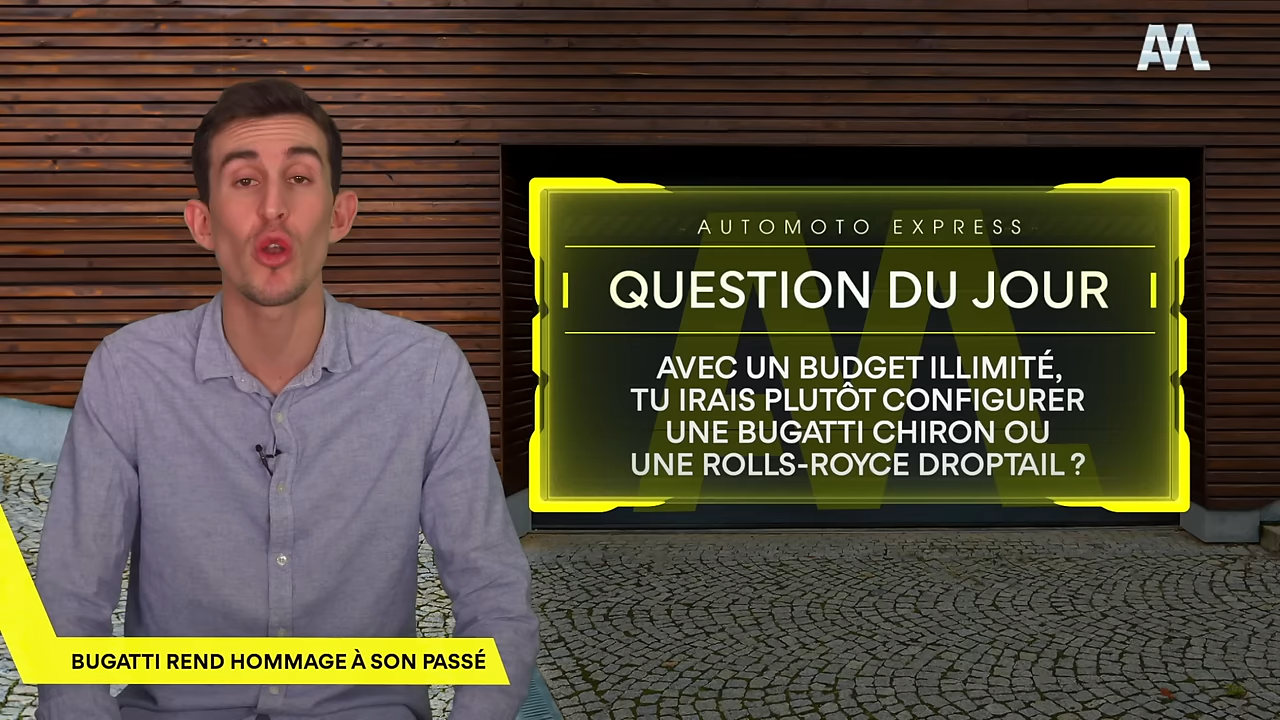 AM
AUTOMOTO EXPRESS
QUESTION DU JOUR
AVEC UN BUDGET ILLIMITÉ,
TU IRAIS PLUTÔT CONFIGURER
UNE BUGATTI CHIRON OU
UNE ROLLS-ROYCE DROPTAIL ?
BUGATTI REND HOMMAGE À SON PASSÉ